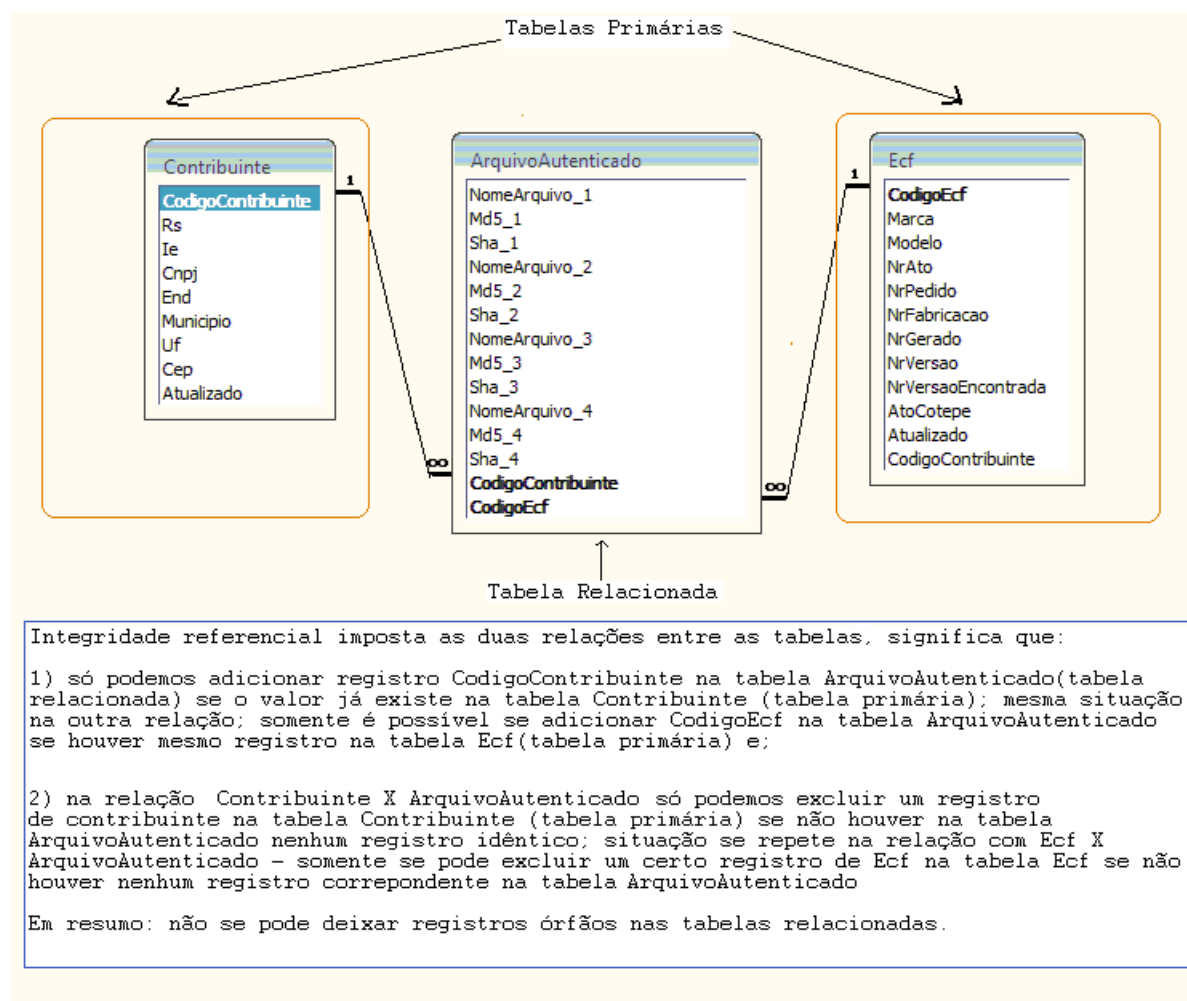 Tabelas Primárias
Contribuinte
1
CodigoContribuinte
Rs
Ie
Cnpj
End
Municipio
Uf
Cep
Atualizado
∞
ArquivoAutenticado
NomeArquivo_1
Md5_1
Sha_1
NomeArquivo_2
Md5_2
Sha_2
NomeArquivo_3
Md5_3
Sha_3
NomeArquivo_4
Md5_4
Sha_4
CodigoContribuinte
CodigoEcf
∞
1
Ecf
CodigoEcf
Marca
Modelo
NrAto
NrPedido
NrFabricacao
NrGerado
NrVersao
NrVersaoEncontrada
AtoCotepe
Atualizado
CodigoContribuinte
Tabela Relacionada
Integridade referencial imposta as duas relações entre as tabelas, significa que:
1) só podemos adicionar registro CodigoContribuinte na tabela ArquivoAutenticado(tabela
relacionada) se o valor já existe na tabela Contribuinte (tabela primária); mesma situação
na outra relação; somente é possível se adicionar CodigoEcf na tabela ArquivoAutenticado
se houver mesmo registro na tabela Ecf(tabela primária) e;
2) na relação  Contribuinte X ArquivoAutenticado só podemos excluir um registro
de contribuinte na tabela Contribuinte (tabela primária) se não houver na tabela
ArquivoAutenticado nenhum registro idêntico; situação se repete na relação com Ecf X
ArquivoAutenticado – somente se pode excluir um certo registro de Ecf na tabela Ecf se não
houver nenhum registro correpondente na tabela ArquivoAutenticado
Em resumo: não se pode deixar registros órfãos nas tabelas relacionadas.